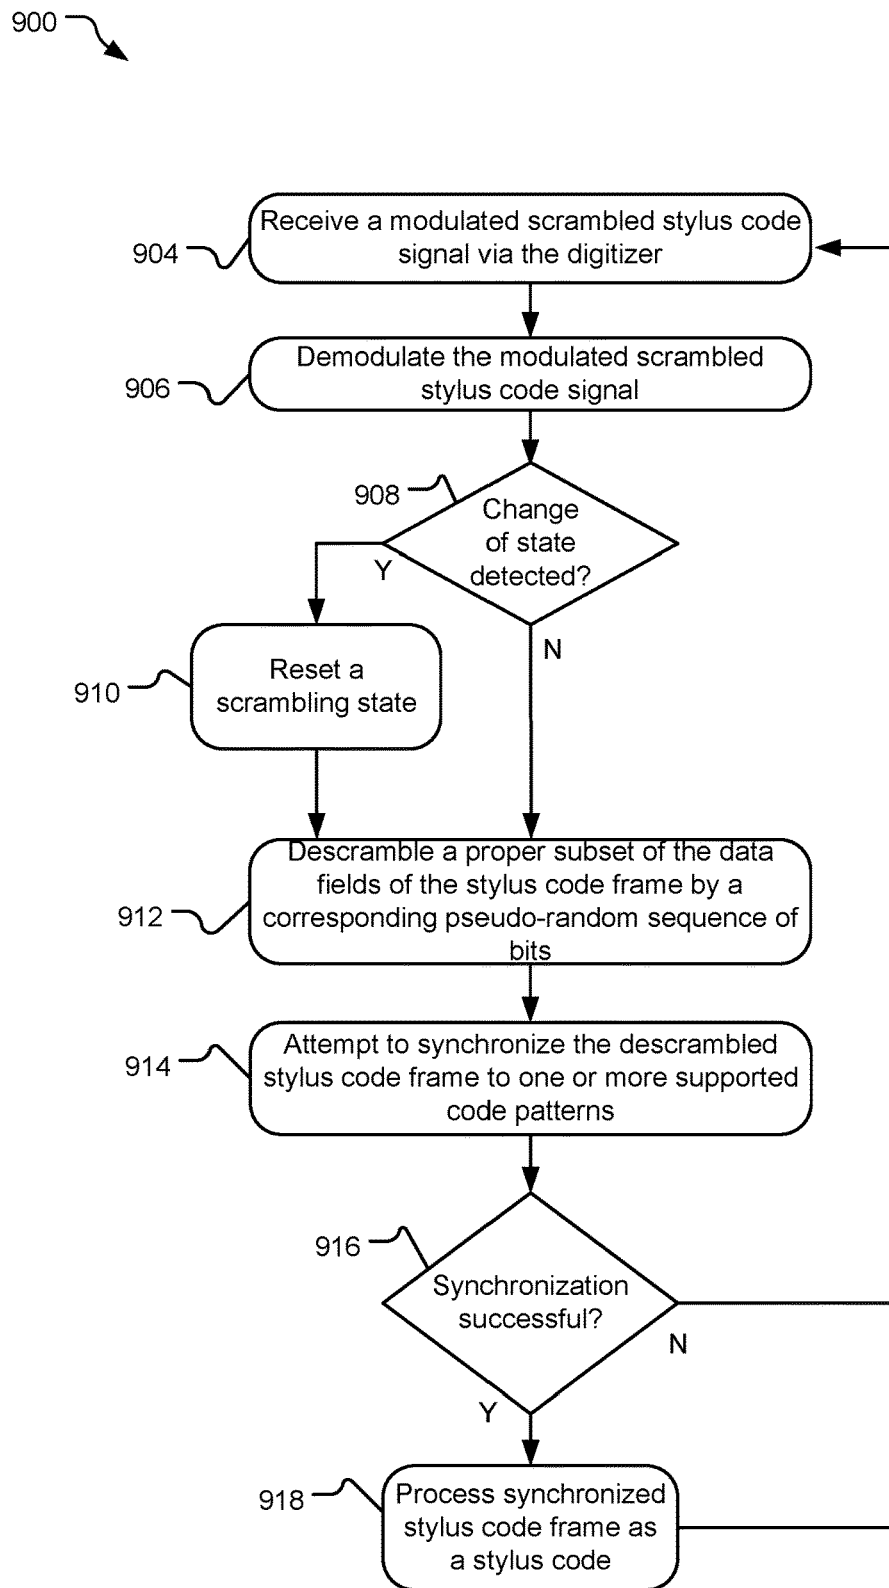 900
904
Receive a modulated scrambled stylus code
signal via the digitizer
906
Demodulate the modulated scrambled
stylus code signal
908
Change
of state
detected?
Y
N
910
Reset a
scrambling state
912
Descramble a proper subset of the data
fields of the stylus code frame by a
corresponding pseudo-random sequence of
bits
914
Attempt to synchronize the descrambled
stylus code frame to one or more supported
code patterns
916
Synchronization
successful?
N
Y
918
Process synchronized
stylus code frame as
a stylus code